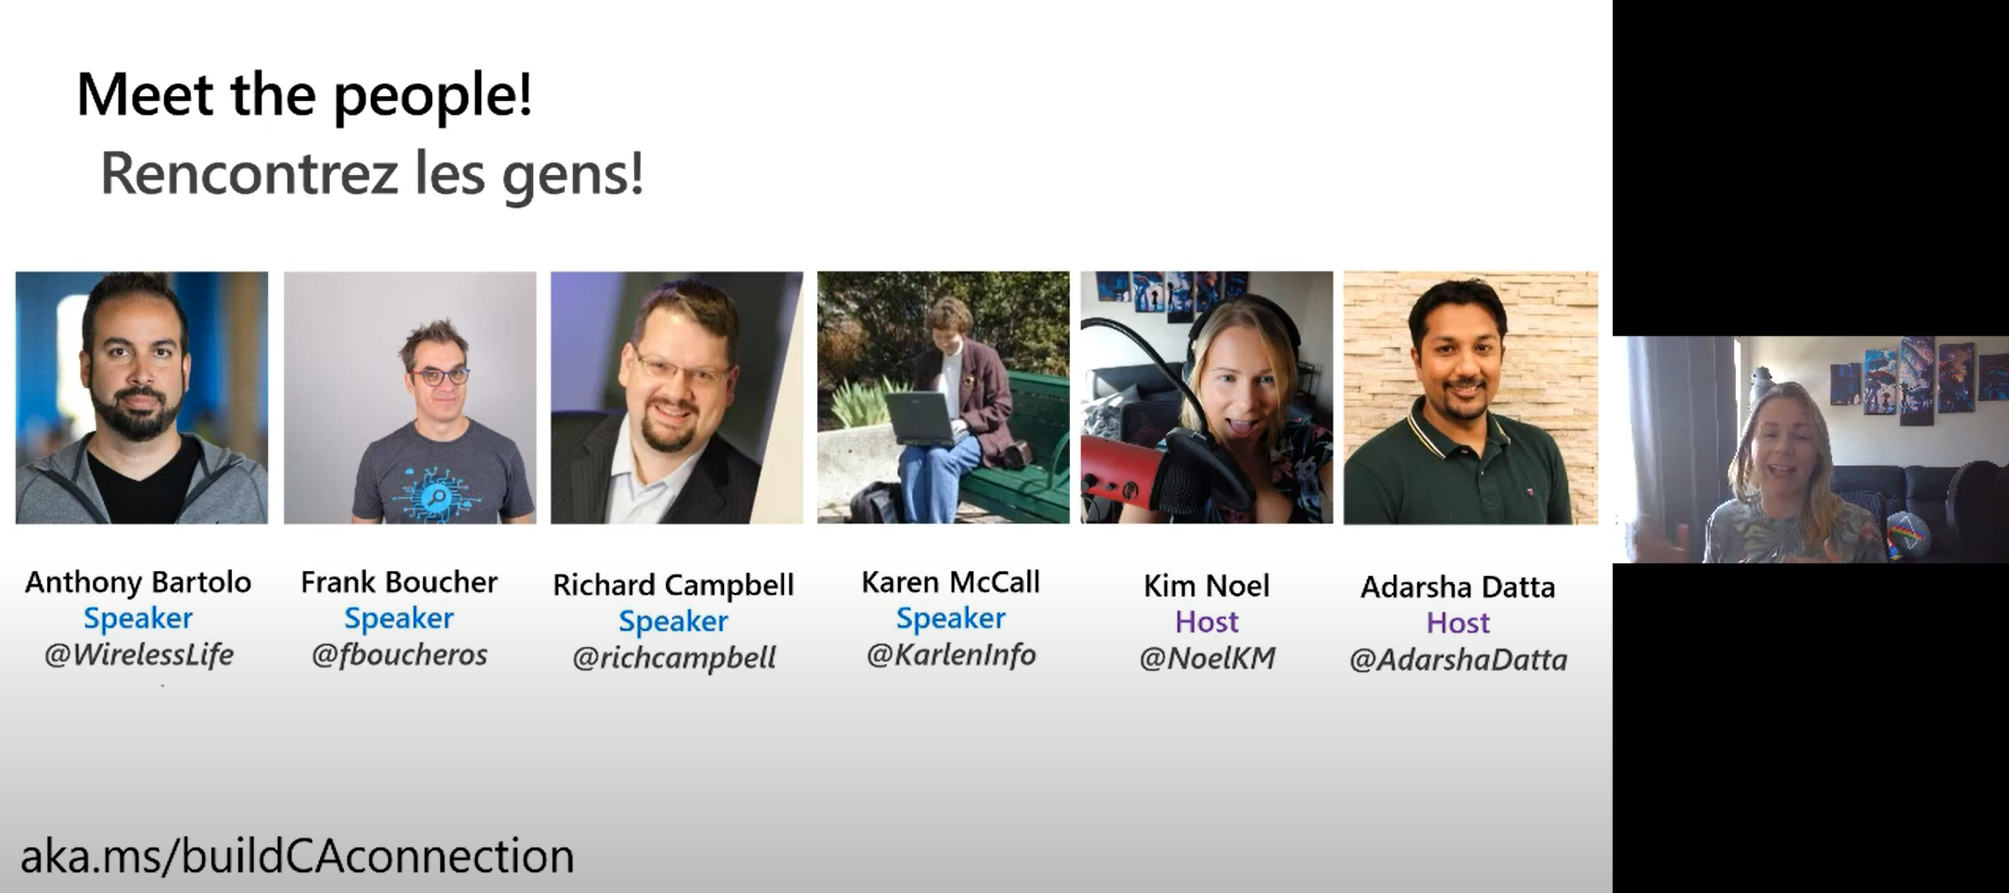 Meet the people!
Rencontrez les gens!
Anthony Bartolo
Speaker
@WirelessLife
Frank Boucher
Speaker
@fboucheros
Richard Campbell
Speaker
@richcampbell
Karen McCall
Speaker
@KarlenInfo
Kim Noel
Host
@NoelKM
Adarsha Datta
Host
@AdarshaDatta
aka.ms/buildCAconnection